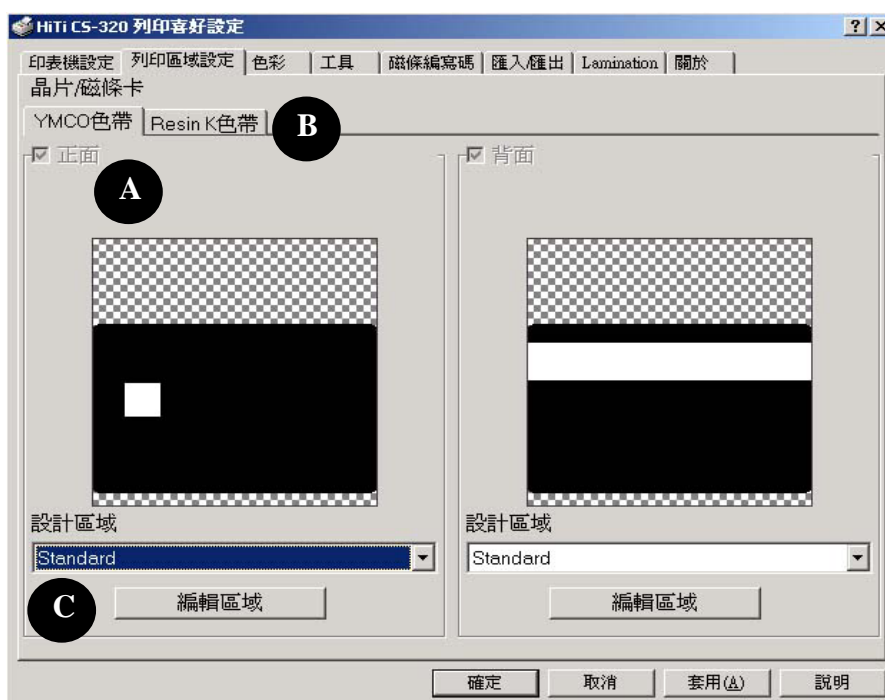 HiTi CS-320 列印喜好設定
印表機設定 列印區域設定 色彩 工具 磁條編寫碼 匯入/匯出 Lamination 關於
晶片/磁條卡
YMCO色帶 Resin K色帶 B
正面 背面
A
設計區域 設計區域
Standard Standard
C 編輯區域 編輯區域
確定 取消 套用(A) 說明